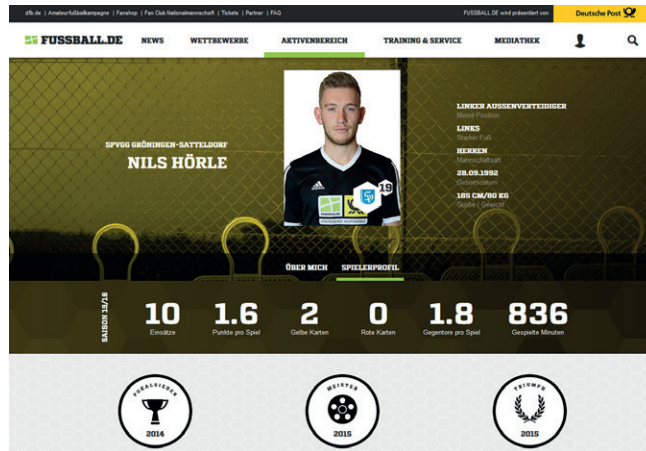 dfb.de | Amateurfußballkampagne | Fanshop | Fan Club Nationalmannschaft | Tickets | Partner | FAQ
FUSSBALL.DE wird präsentiert von
Deutsche Post
FUSSBALL.DE
NEWS
WETTBEWERBE
AKTIVENBEREICH
TRAINING & SERVICE
MEDIATHEK
SPVGG GRÖNINGEN-SATTELDORF
NILS HÖRLE
19
LINKER AUSSENVERTEIDIGER
Meine Position
LINKS
Starker Fuß
HERREN
Mannschaftsart
28.09.1992
Geburtsdatum
185 CM/80 KG
Größe / Gewicht
ÜBER MICH
SPIELERPROFIL
SAISON 15/16
10
Einsätze
1.6
Punkte pro Spiel
2
Gelbe Karten
0
Rote Karten
1.8
Gegentore pro Spiel
836
Gespielte Minuten
POKALSIEGER
2014
MEISTER
2015
TRIUMPH
2015